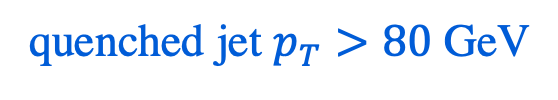 quenched jet p_T > 80 GeV